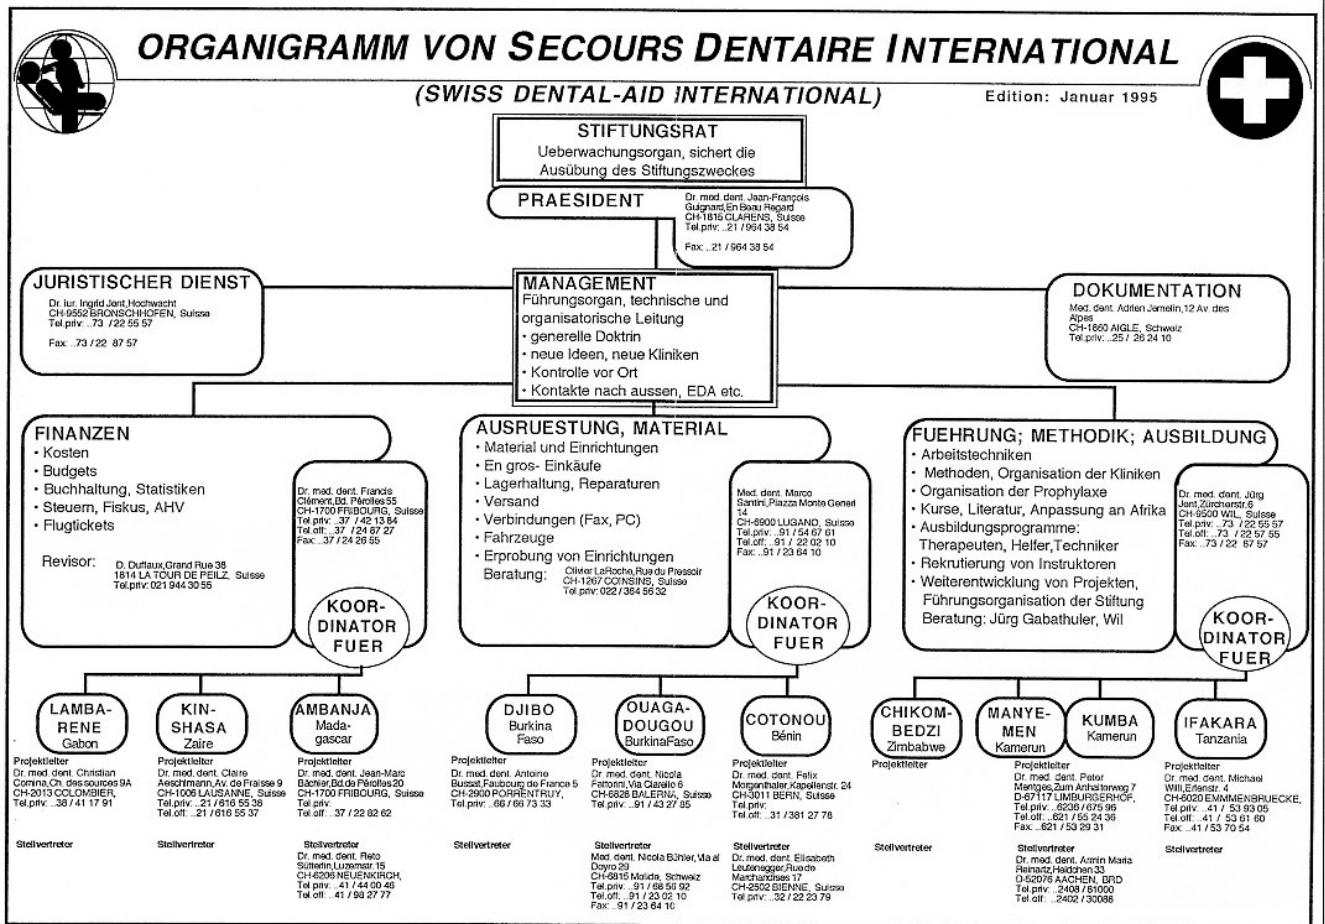 ORGANIGRAMM VON SECOURS DENTAIRE INTERNATIONAL
(SWISS DENTAL-AID INTERNATIONAL)
Edition: Januar 1995
STIFTUNGSRAT
Ueberwachungsorgan, sichert die
Ausübung des Stiftungszweckes
PRAESIDENT
Dr. med. dent. Jean-François
Guignard,En Beau Regard
CH-1815 CLARENS, Suisse
Tel.priv: ..21 / 964 38 54
Fax: ..21 / 964 38 54
JURISTISCHER DIENST
Dr. iur. Ingrid Jent,Hochwacht
CH-9552 BRONSCHHOFEN, Suisse
Tel.priv: ..73 / 22 55 57
Fax: ..73 / 22 87 57
MANAGEMENT
Führungsorgan, technische und
organisatorische Leitung
• generelle Doktrin
• neue Ideen, neue Kliniken
• Kontrolle vor Ort
• Kontakte nach aussen, EDA etc.
DOKUMENTATION
Med. dent. Adrien Jemelin,12 Av. des
Alpes
CH-1860 AIGLE, Schweiz
Tel.priv: ..25 / 26 24 10
FINANZEN
• Kosten
• Budgets
• Buchhaltung, Statistiken
• Steuern, Fiskus, AHV
• Flugtickets
Revisor:
D. Duflaux,Grand Rue 38
1814 LA TOUR DE PEILZ, Suisse
Tel.priv: 021 944 30 55
Dr. med. dent. Francis
Clément,Bd. Pérolles 55
CH-1700 FRIBOURG, Suisse
Tel.priv: ..37 / 42 13 84
Tel.off: ..37 / 24 67 27
Fax: ..37 / 24 26 55
KOOR-
DINATOR
FUER
AUSRUESTUNG, MATERIAL
• Material und Einrichtungen
• En gros- Einkäufe
• Lagerhaltung, Reparaturen
• Versand
• Verbindungen (Fax, PC)
• Fahrzeuge
• Erprobung von Einrichtungen
Beratung:
Olivier LaRoche,Rue du Pressoir
CH-1267 COINSINS, Suisse
Tel.priv: 022 / 364 56 32
Med. dent. Marco
Santini,Piazza Monte Generi
14
CH-6900 LUGANO, Suisse
Tel.priv: ..91 / 54 67 61
Tel.off: ..91 / 22 02 10
Fax: ..91 / 23 64 10
KOOR-
DINATOR
FUER
FUEHRUNG; METHODIK; AUSBILDUNG
• Arbeitstechniken
• Methoden, Organisation der Kliniken
• Organisation der Prophylaxe
• Kurse, Literatur, Anpassung an Afrika
• Ausbildungsprogramme:
Therapeuten, Helfer,Techniker
• Rekrutierung von Instruktoren
• Weiterentwicklung von Projekten,
Führungsorganisation der Stiftung
Beratung: Jürg Gabathuler, Wil
Dr. med. dent. Jürg
Jent,Zürcherstr.6
CH-9500 WIL, Suisse
Tel.priv: ..73 / 22 55 57
Tel.off: ..73 / 22 57 55
Fax: ..73 / 22 87 57
KOOR-
DINATOR
FUER
LAMBA-
RENE
Gabon
Projektleiter
Dr. med. dent. Christian
Comina,Ch. des sources 9A
CH-2013 COLOMBIER,
Tel.priv: ..38 / 41 17 91
Stellvertreter
KIN-
SHASA
Zaire
Projektleiter
Dr. med. dent. Claire
Aeschlmann,Av. de Fraisse 9
CH-1006 LAUSANNE, Suisse
Tel.priv: ..21 / 616 55 38
Tel.off: ..21 / 616 55 37
Stellvertreter
AMBANJA
Mada-
gascar
Projektleiter
Dr. med. dent. Jean-Marc
Bächler,Bd.de Pérolles 20
CH-1700 FRIBOURG, Suisse
Tel.priv:
Tel.off: ..37 / 22 82 62
Stellvertreter
Dr. med. dent. Reto
Sütterlin,Luzernstr. 15
CH-6206 NEUENKIRCH,
Tel.priv: ..41 / 44 00 46
Tel.off: ..41 / 98 27 77
DJIBO
Burkina
Faso
Projektleiter
Dr. med. dent. Antoine
Bussat,Faubourg de France 5
CH-2900 PORRENTRUY,
Tel.priv: ..66 / 66 73 33
Stellvertreter
OUAGA-
DOUGOU
BurkinaFaso
Projektleiter
Dr. med. dent. Nicola
Fattorini,Via Ciarello 6
CH-6828 BALERNA, Suisse
Tel.priv: ..91 / 43 27 85
Stellvertreter
Med. dent. Nicola Bühler,Via al
Doyro 29
CH-6815 Melide, Schweiz
Tel.priv: ..91 / 68 56 92
Tel.off: ..91 / 23 02 10
Fax: ..91 / 23 64 10
COTONOU
Bénin
Projektleiter
Dr. med. dent. Felix
Morgenthaler,Kapellenstr. 24
CH-3011 BERN, Suisse
Tel.priv:
Tel.off: ..31 / 381 27 78
Stellvertreter
Dr. med. dent. Elisabeth
Leutenegger,Rue de
Marchandises 17
CH-2502 BIENNE, Suisse
Tel.priv: ..32 / 22 23 79
CHIKOM-
BEDZI
Zimbabwe
Projektleiter
Stellvertreter
MANYE-
MEN
Kamerun
KUMBA
Kamerun
Projektleiter
Dr. med. dent. Peter
Mentges,Zum Anhalterweg 7
D-67117 LIMBURGERHOF,
Tel.priv: ..6236 / 675 96
Tel.off: ..621 / 55 24 36
Fax: ..621 / 53 29 31
Stellvertreter
Dr. med. dent. Armin Maria
Reinartz,Heidchen 33
D-52076 AACHEN, BRD
Tel.priv: ..2408 / 81000
Tel.off: ..2402 / 30088
IFAKARA
Tanzania
Projektleiter
Dr. med. dent. Michael
Willi,Erlenstr. 4
CH-6020 EMMMENBRUECKE,
Tel.priv: ..41 / 53 93 05
Tel.off: ..41 / 53 61 60
Fax: ..41 / 53 70 54
Stellvertreter